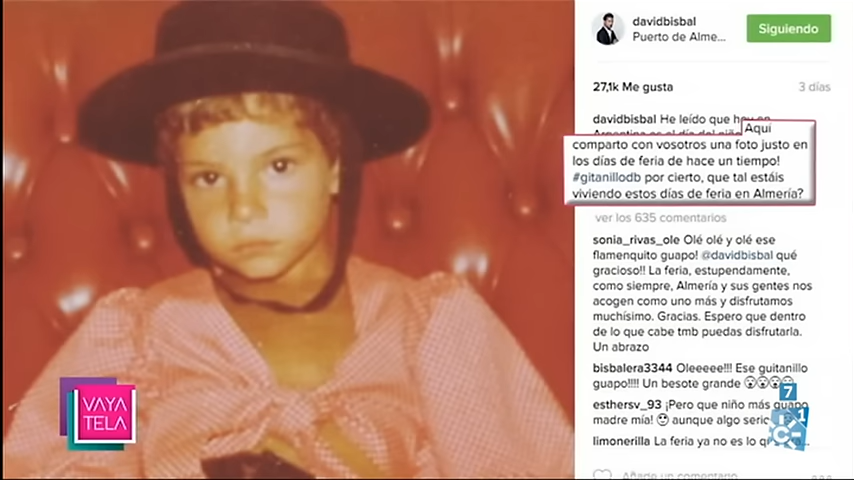 davidbisbal
Puerto de Alme...
Siguiendo
27,1k Me gusta
3 días
davidbisbal He leído que hoy en
Argentina es el día del niño
Aquí
comparto con vosotros una foto justo en
los días de feria de hace un tiempo!
#gitanillodb por cierto, que tal estáis
viviendo estos días de feria en Almería?
ver los 635 comentarios
sonia_rivas_ole Olé olé y olé ese
flamenquito guapo! @davidbisbal qué
gracioso!! La feria, estupendamente,
como siempre, Almería y sus gentes nos
acogen como uno más y disfrutamos
muchísimo. Gracias. Espero que dentro
de lo que cabe tmb puedas disfrutarla.
Un abrazo
bisbalera3344 Oleeeee!!! Ese guitanillo
guapo!!!! Un besote grande
esthersv_93 ¡Pero que niño más guapo
madre mía! aunque algo serio
limonerilla La feria ya no es lo
Añade un comentario
VAYA
TELA
7
1